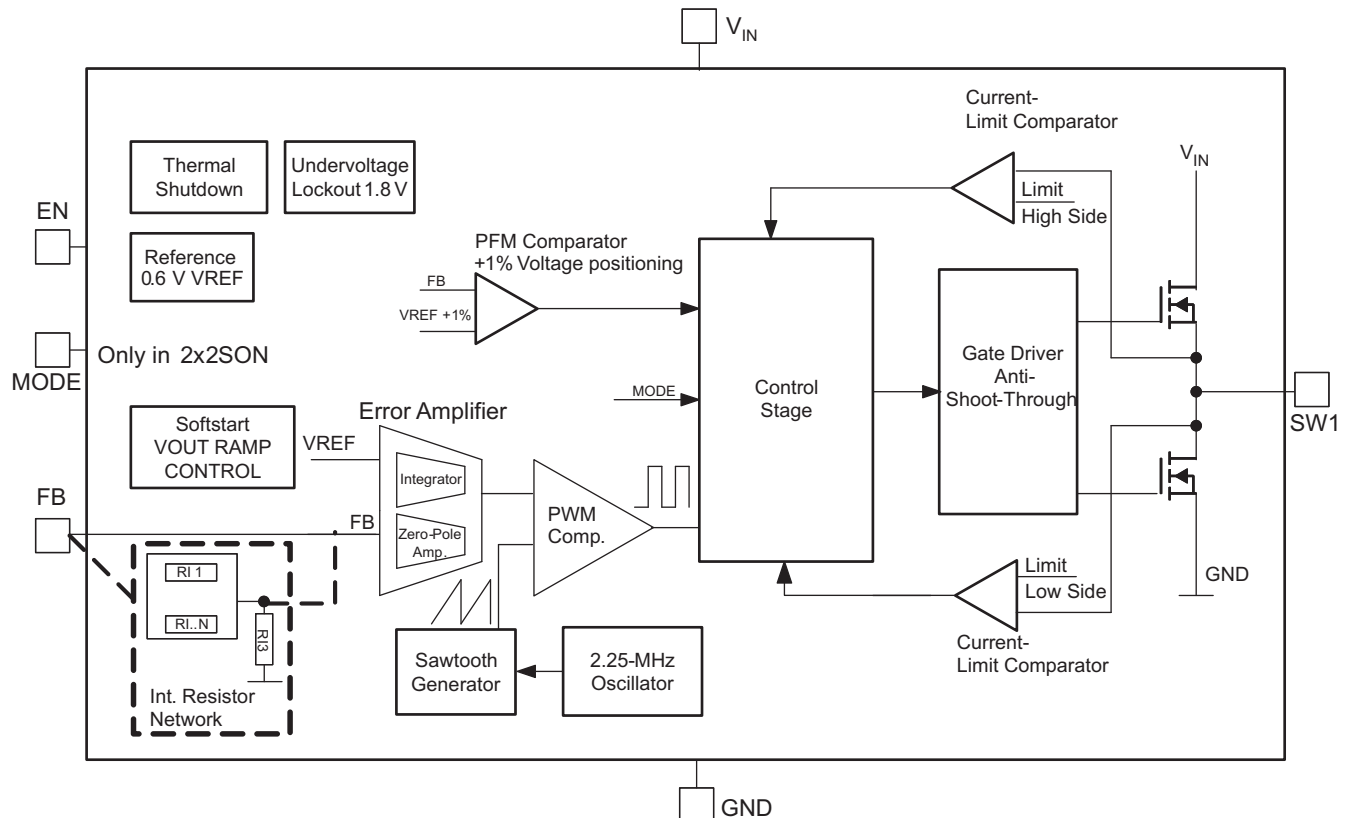 VIN
Current-
Limit Comparator
Thermal
Shutdown
Undervoltage
Lockout 1.8 V
VIN
Limit
High Side
EN
Reference
0.6 V VREF
PFM Comparator
+1% Voltage positioning
FB
VREF +1%
MODE
Only in 2x2SON
Gate Driver
Anti-
Shoot-Through
Control
Stage
MODE
SW1
Softstart
VOUT RAMP
CONTROL
Error Amplifier
VREF
Integrator
FB
FB
Zero-Pole
Amp.
PWM
Comp.
Limit
Low Side
GND
RI 1
RI..N
RI3
Int. Resistor
Network
Sawtooth
Generator
2.25-MHz
Oscillator
Current-
Limit Comparator
GND